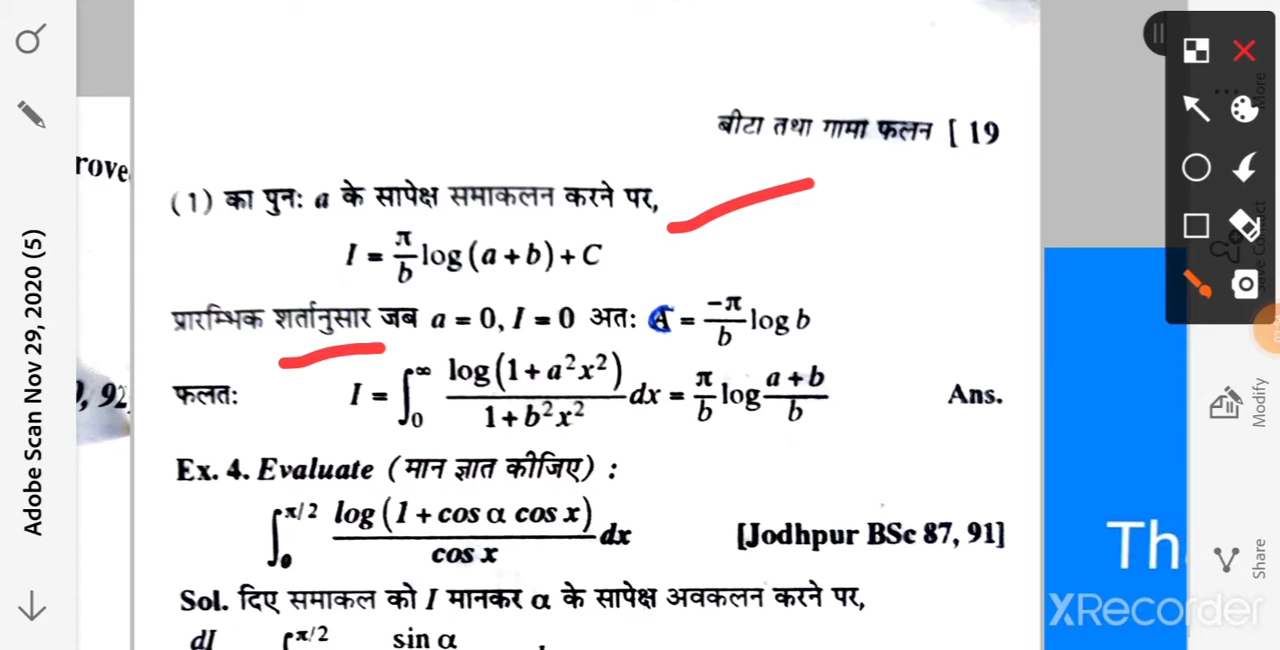 बीटा तथा गामा फलन [ 19
rove
(1) का पुनः a के सापेक्ष समाकलन करने पर,
I = π/b log (a + b) + C
प्रारम्भिक शर्तानुसार जब a = 0, I = 0 अतः = -π/b log b
, 92
फलतः I = ∫₀^∞ log (1 + a²x²)/1 + b²x² dx = π/b log a + b/b Ans.
Ex. 4. Evaluate (मान ज्ञात कीजिए) :
∫₀^π/2 log (1 + cos α cos x)/cos x dx [Jodhpur BSc 87, 91]
Sol. दिए समाकल को I मानकर α के सापेक्ष अवकलन करने पर,
dI ∫^π/2 sin α
Adobe Scan Nov 29, 2020 (5)
More
Save Contact
Modify
Share
Th
XRecorder